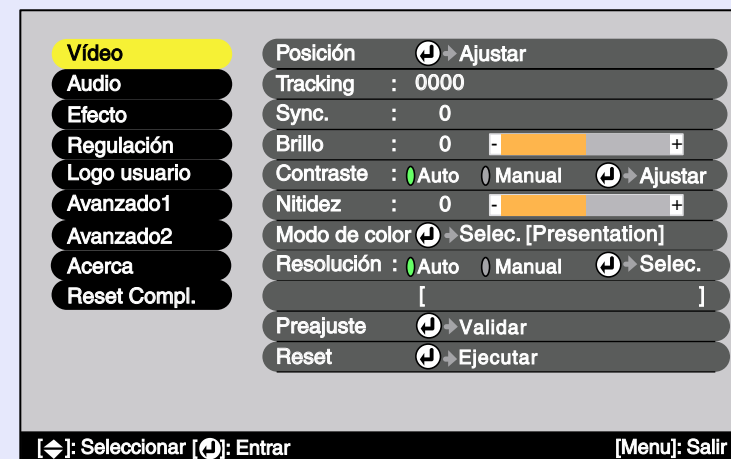 Vídeo
Audio
Efecto
Regulación
Logo usuario
Avanzado1
Avanzado2
Acerca
Reset Compl.
Posición Ajustar
Tracking : 0000
Sync. : 0
Brillo : 0 - +
Contraste : Auto Manual Ajustar
Nitidez : 0 - +
Modo de color Selec. [Presentation]
Resolución : Auto Manual Selec.
[ ]
Preajuste Validar
Reset Ejecutar
[ ]: Seleccionar [ ]: Entrar [Menu]: Salir